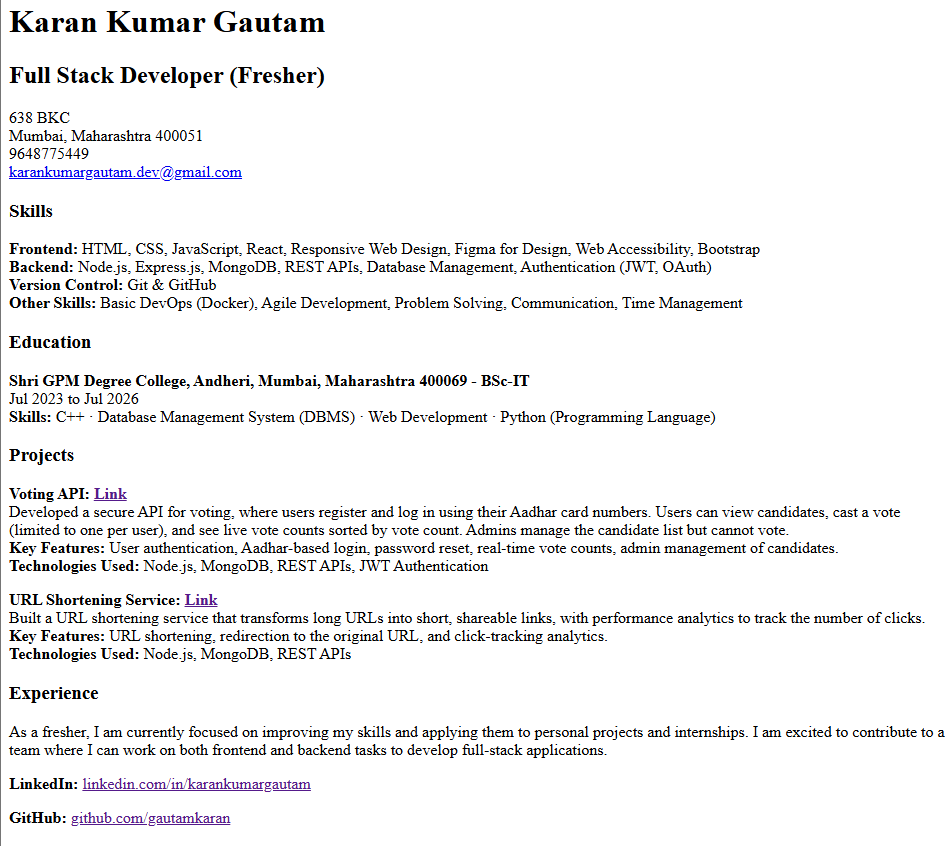 Karan Kumar Gautam
Full Stack Developer (Fresher)
638 BKC
Mumbai, Maharashtra 400051
9648775449
karankumargautam.dev@gmail.com
Skills
Frontend: HTML, CSS, JavaScript, React, Responsive Web Design, Figma for Design, Web Accessibility, Bootstrap
Backend: Node.js, Express.js, MongoDB, REST APIs, Database Management, Authentication (JWT, OAuth)
Version Control: Git & GitHub
Other Skills: Basic DevOps (Docker), Agile Development, Problem Solving, Communication, Time Management
Education
Shri GPM Degree College, Andheri, Mumbai, Maharashtra 400069 - BSc-IT
Jul 2023 to Jul 2026
Skills: C++ · Database Management System (DBMS) · Web Development · Python (Programming Language)
Projects
Voting API: Link
Developed a secure API for voting, where users register and log in using their Aadhar card numbers. Users can view candidates, cast a vote
(limited to one per user), and see live vote counts sorted by vote count. Admins manage the candidate list but cannot vote.
Key Features: User authentication, Aadhar-based login, password reset, real-time vote counts, admin management of candidates.
Technologies Used: Node.js, MongoDB, REST APIs, JWT Authentication
URL Shortening Service: Link
Built a URL shortening service that transforms long URLs into short, shareable links, with performance analytics to track the number of clicks.
Key Features: URL shortening, redirection to the original URL, and click-tracking analytics.
Technologies Used: Node.js, MongoDB, REST APIs
Experience
As a fresher, I am currently focused on improving my skills and applying them to personal projects and internships. I am excited to contribute to a
team where I can work on both frontend and backend tasks to develop full-stack applications.
LinkedIn: linkedin.com/in/karankumargautam
GitHub: github.com/gautamkaran